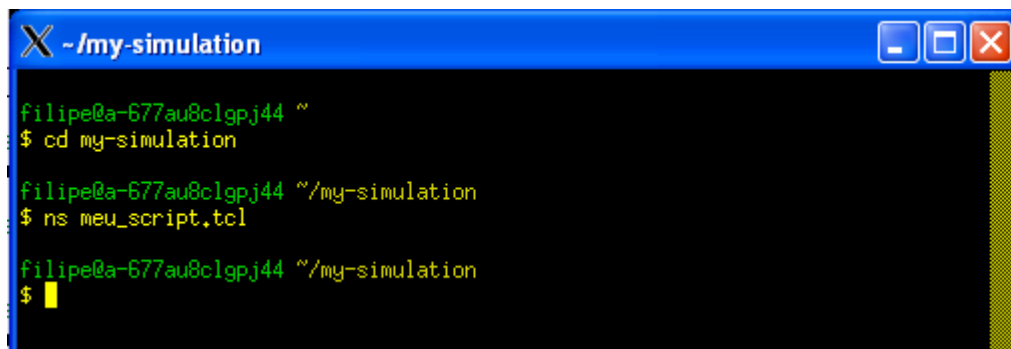 ~/my-simulation
filipe@a-677au8clgpj44 ~
$ cd my-simulation
filipe@a-677au8clgpj44 ~/my-simulation
$ ns meu_script.tcl
filipe@a-677au8clgpj44 ~/my-simulation
$